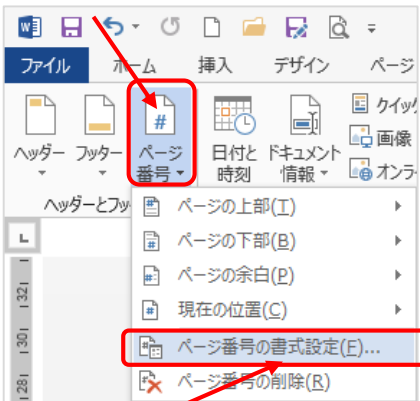 ファイル ホーム 挿入 デザイン ページ
ヘッダー フッター ページ番号 日付と時刻 ドキュメント情報 クイッ
画像
オンラ
ヘッダーとフッ
ページの上部(T)
ページの下部(B)
ページの余白(P)
現在の位置(C)
ページ番号の書式設定(F)...
ページ番号の削除(R)
|32|
|30|
|28|